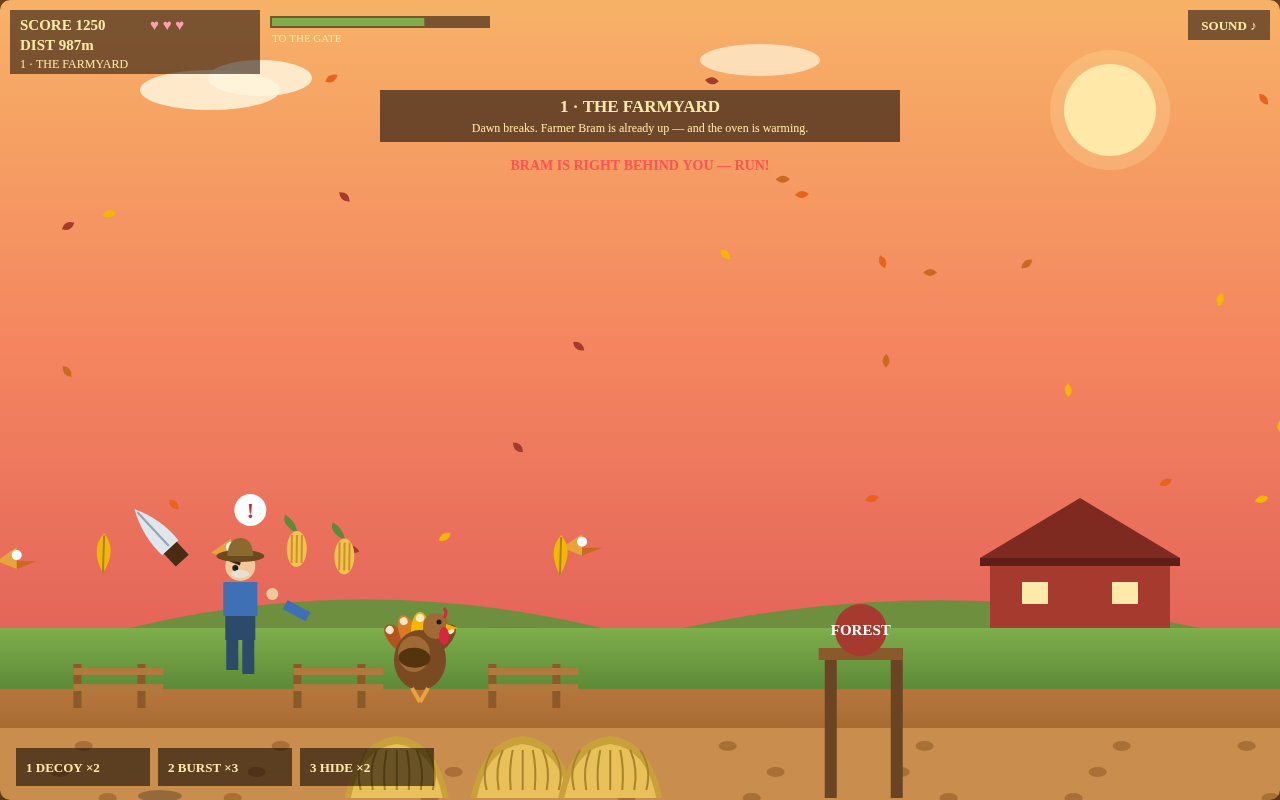 SCORE 1250 ♥ ♥ ♥
DIST 987m
1 · THE FARMYARD
TO THE GATE
SOUND ♪
1 · THE FARMYARD
Dawn breaks. Farmer Bram is already up — and the oven is warming.
BRAM IS RIGHT BEHIND YOU — RUN!
!
FOREST
1 DECOY ×2
2 BURST ×3
3 HIDE ×2